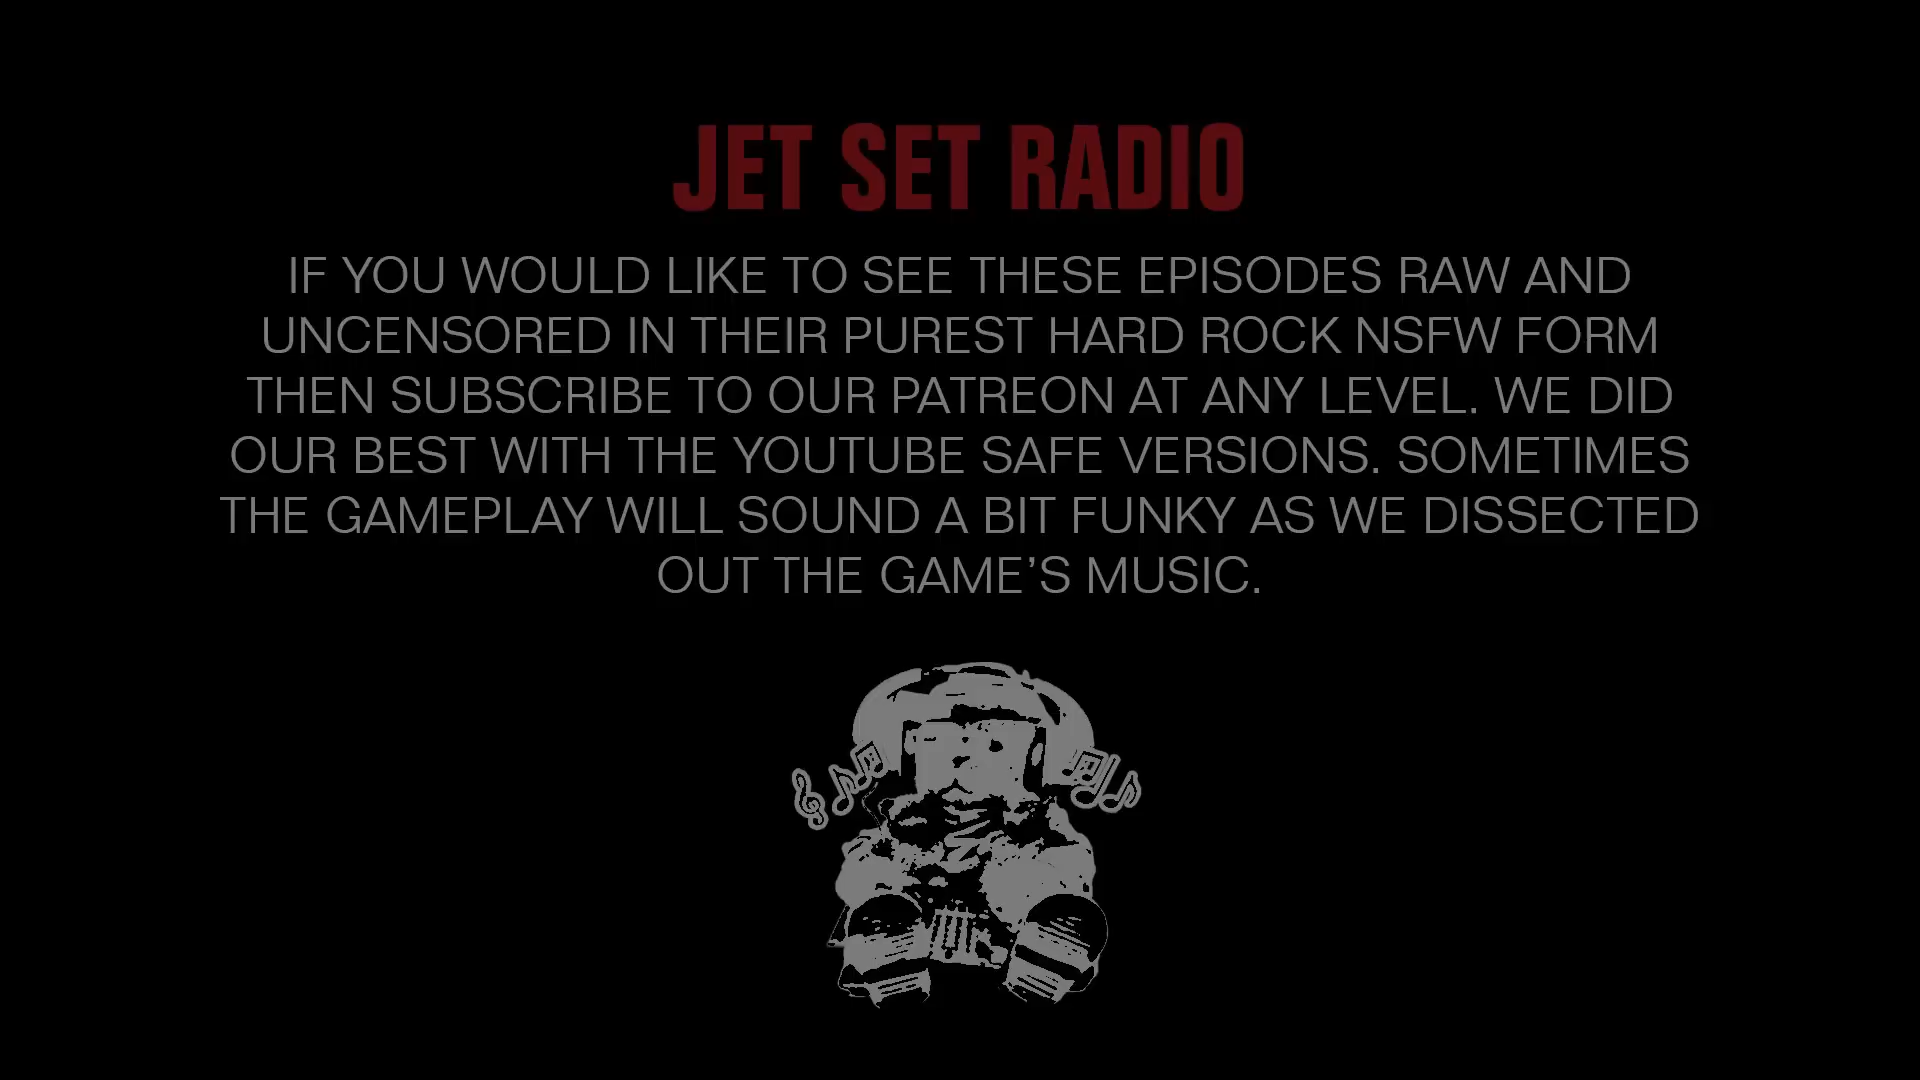 JET SET RADIO
IF YOU WOULD LIKE TO SEE THESE EPISODES RAW AND
UNCENSORED IN THEIR PUREST HARD ROCK NSFW FORM
THEN SUBSCRIBE TO OUR PATREON AT ANY LEVEL. WE DID
OUR BEST WITH THE YOUTUBE SAFE VERSIONS. SOMETIMES
THE GAMEPLAY WILL SOUND A BIT FUNKY AS WE DISSECTED
OUT THE GAME’S MUSIC.